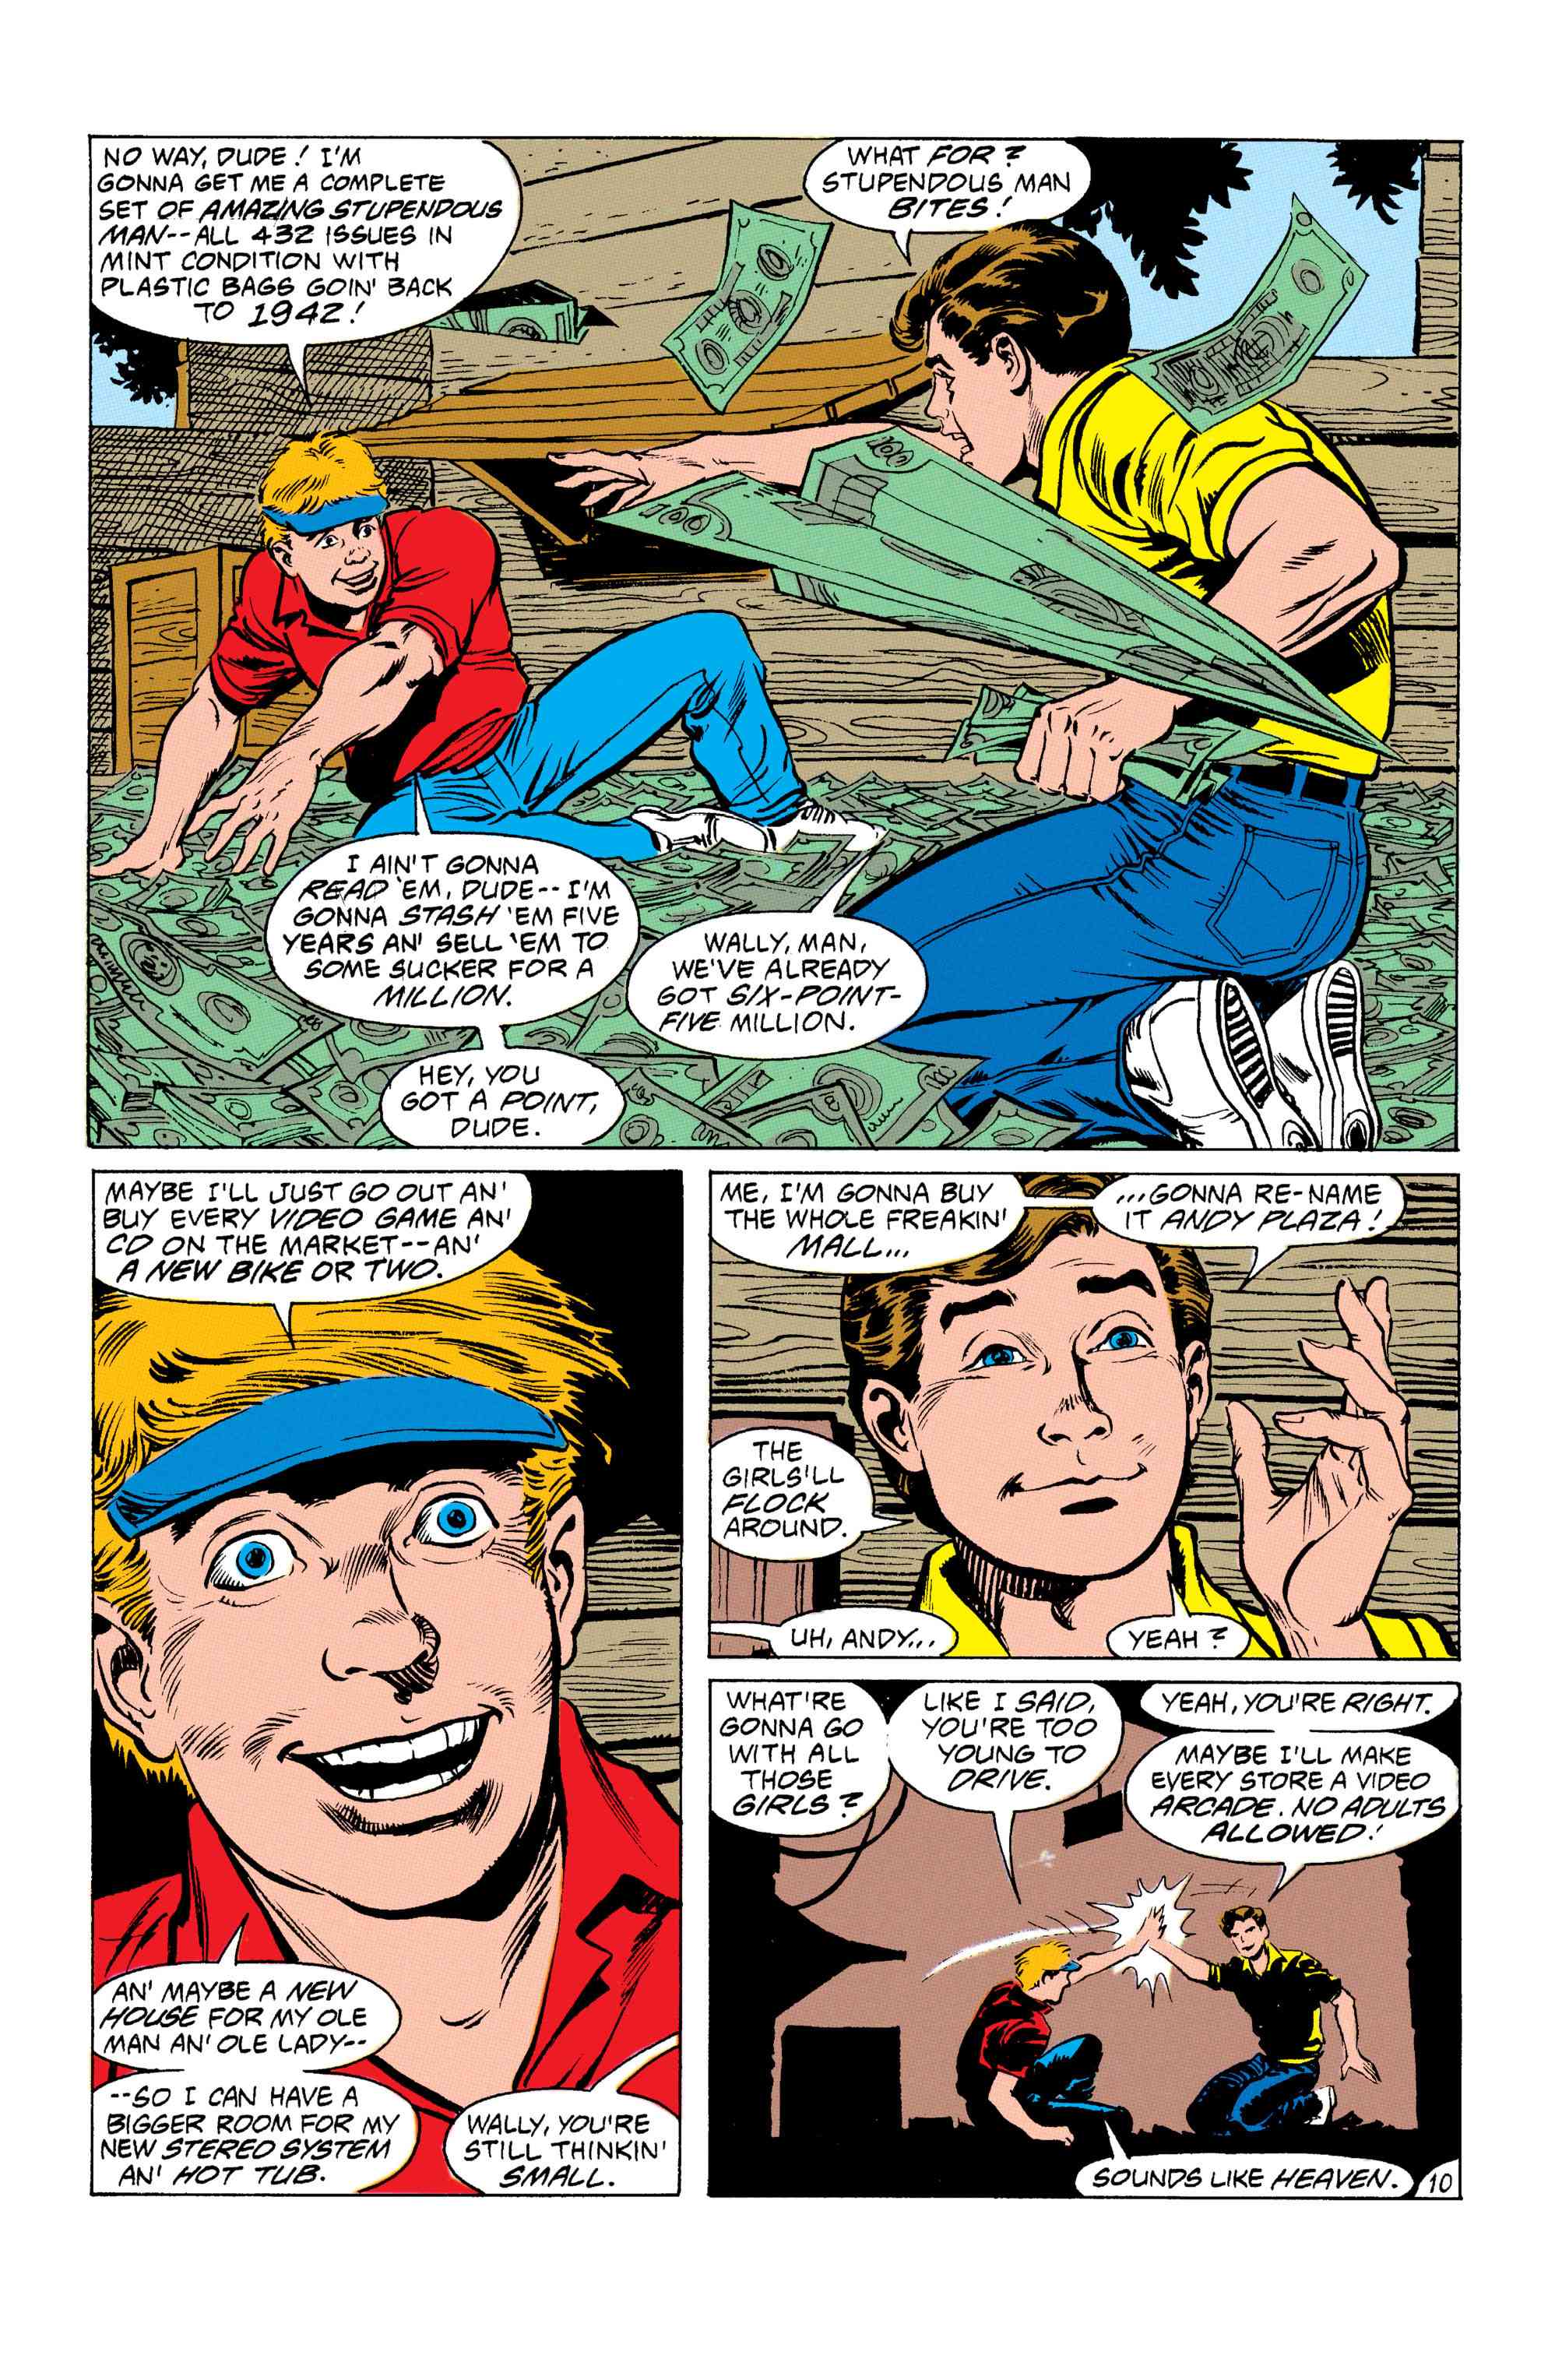 NO WAY, DUDE! I'M
GONNA GET ME A COMPLETE
SET OF AMAZING STUPENDOUS
MAN--ALL 432 ISSUES IN
MINT CONDITION WITH
PLASTIC BAGS GOIN' BACK
TO 1942!
WHAT FOR?
STUPENDOUS MAN
BITES!
100
100
I AIN'T GONNA
READ 'EM, DUDE--I'M
GONNA STASH 'EM FIVE
YEARS AN' SELL 'EM TO
SOME SUCKER FOR A
MILLION.
WALLY, MAN,
WE'VE ALREADY
GOT SIX-POINT-
FIVE MILLION.
HEY, YOU
GOT A POINT,
DUDE.
MAYBE I'LL JUST GO OUT AN'
BUY EVERY VIDEO GAME AN'
CD ON THE MARKET--AN'
A NEW BIKE OR TWO.
AN' MAYBE A NEW
HOUSE FOR MY OLE
MAN AN' OLE LADY--
--SO I CAN HAVE A
BIGGER ROOM FOR MY
NEW STEREO SYSTEM
AN' HOT TUB.
WALLY, YOU'RE
STILL THINKIN'
SMALL.
ME, I'M GONNA BUY
THE WHOLE FREAKIN'
MALL...
...GONNA RE-NAME
IT ANDY PLAZA!
THE
GIRLS'LL
FLOCK
AROUND.
UH, ANDY...
YEAH?
WHAT'RE
GONNA GO
WITH ALL
THOSE
GIRLS?
LIKE I SAID,
YOU'RE TOO
YOUNG TO
DRIVE.
YEAH, YOU'RE RIGHT.
MAYBE I'LL MAKE
EVERY STORE A VIDEO
ARCADE. NO ADULTS
ALLOWED!
SOUNDS LIKE HEAVEN.
10